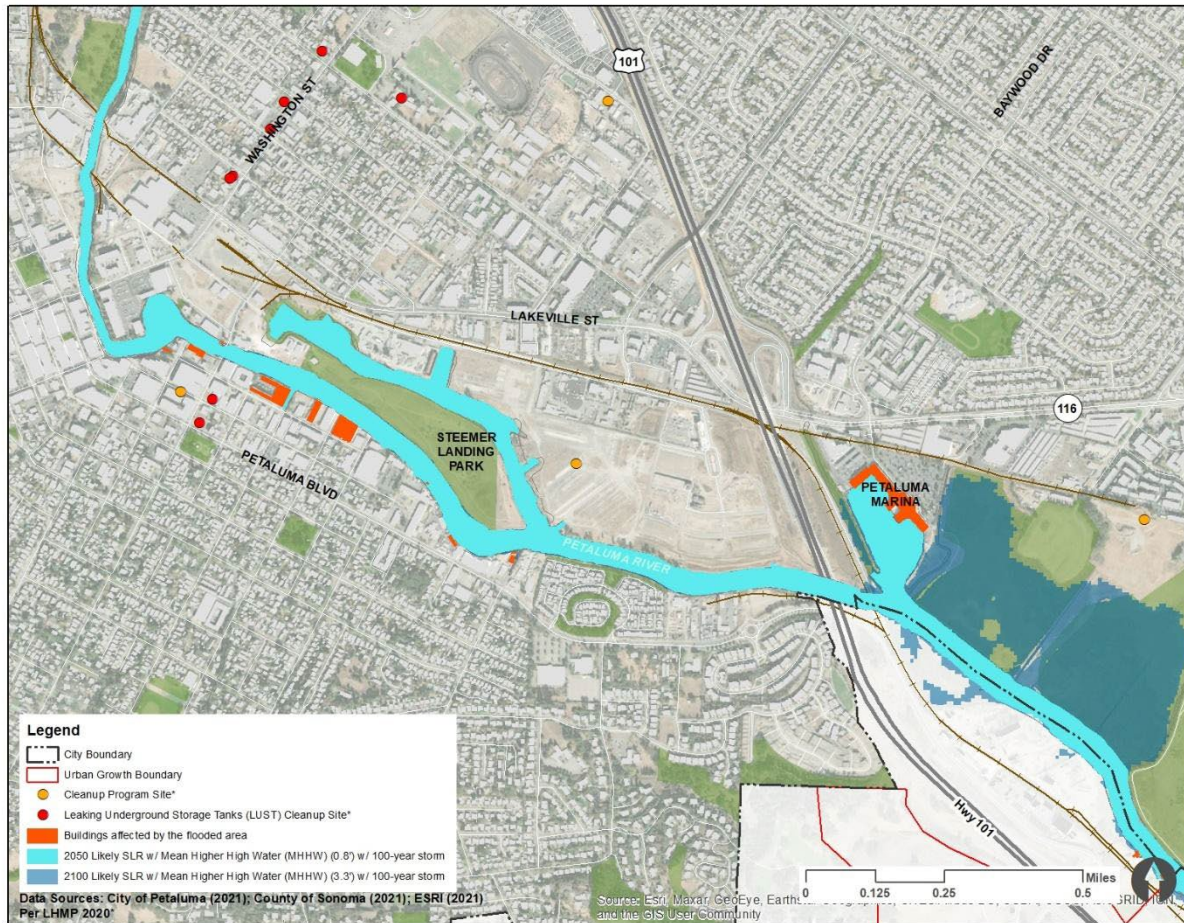 101
BAYWOOD DR
WASHINGTON ST
LAKEVILLE ST
116
STEEMER
LANDING
PARK
PETALUMA
MARINA
PETALUMA BLVD
PETALUMA RIVER
Hwy 101
Legend
City Boundary
Urban Growth Boundary
Cleanup Program Site*
Leaking Underground Storage Tanks (LUST) Cleanup Site*
Buildings affected by the flooded area
2050 Likely SLR w/ Mean Higher High Water (MHHW) (0.8') w/ 100-year storm
2100 Likely SLR w/ Mean Higher High Water (MHHW) (3.3') w/ 100-year storm
Miles
0 0.125 0.25 0.5
Data Sources: City of Petaluma (2021); County of Sonoma (2021); ESRI (2021)
Per LHMP 2020*
Source: Esri, Maxar, GeoEye,
and the GIS User Community